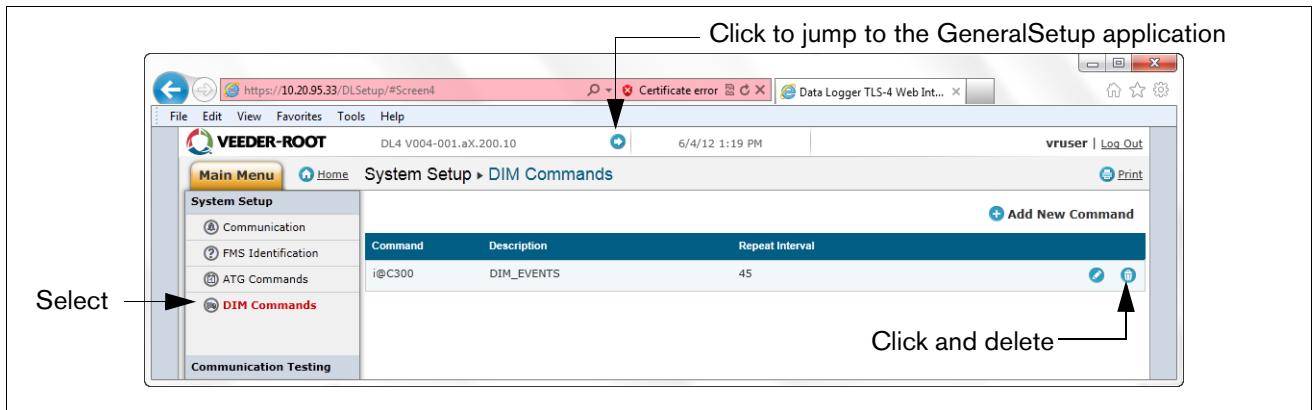 Click to jump to the GeneralSetup application
https://10.20.95.33/DLSetup/#Screen4
Certificate error
Data Logger TLS-4 Web Int...
File Edit View Favorites Tools Help
VEEDER-ROOT
DL4 V004-001.aX.200.10
6/4/12 1:19 PM
vruser | Log Out
Main Menu
Home
System Setup ▸ DIM Commands
Print
System Setup
Add New Command
Communication
FMS Identification
ATG Commands
DIM Commands
Communication Testing
Command Description Repeat Interval
i@C300 DIM_EVENTS 45
Select
Click and delete